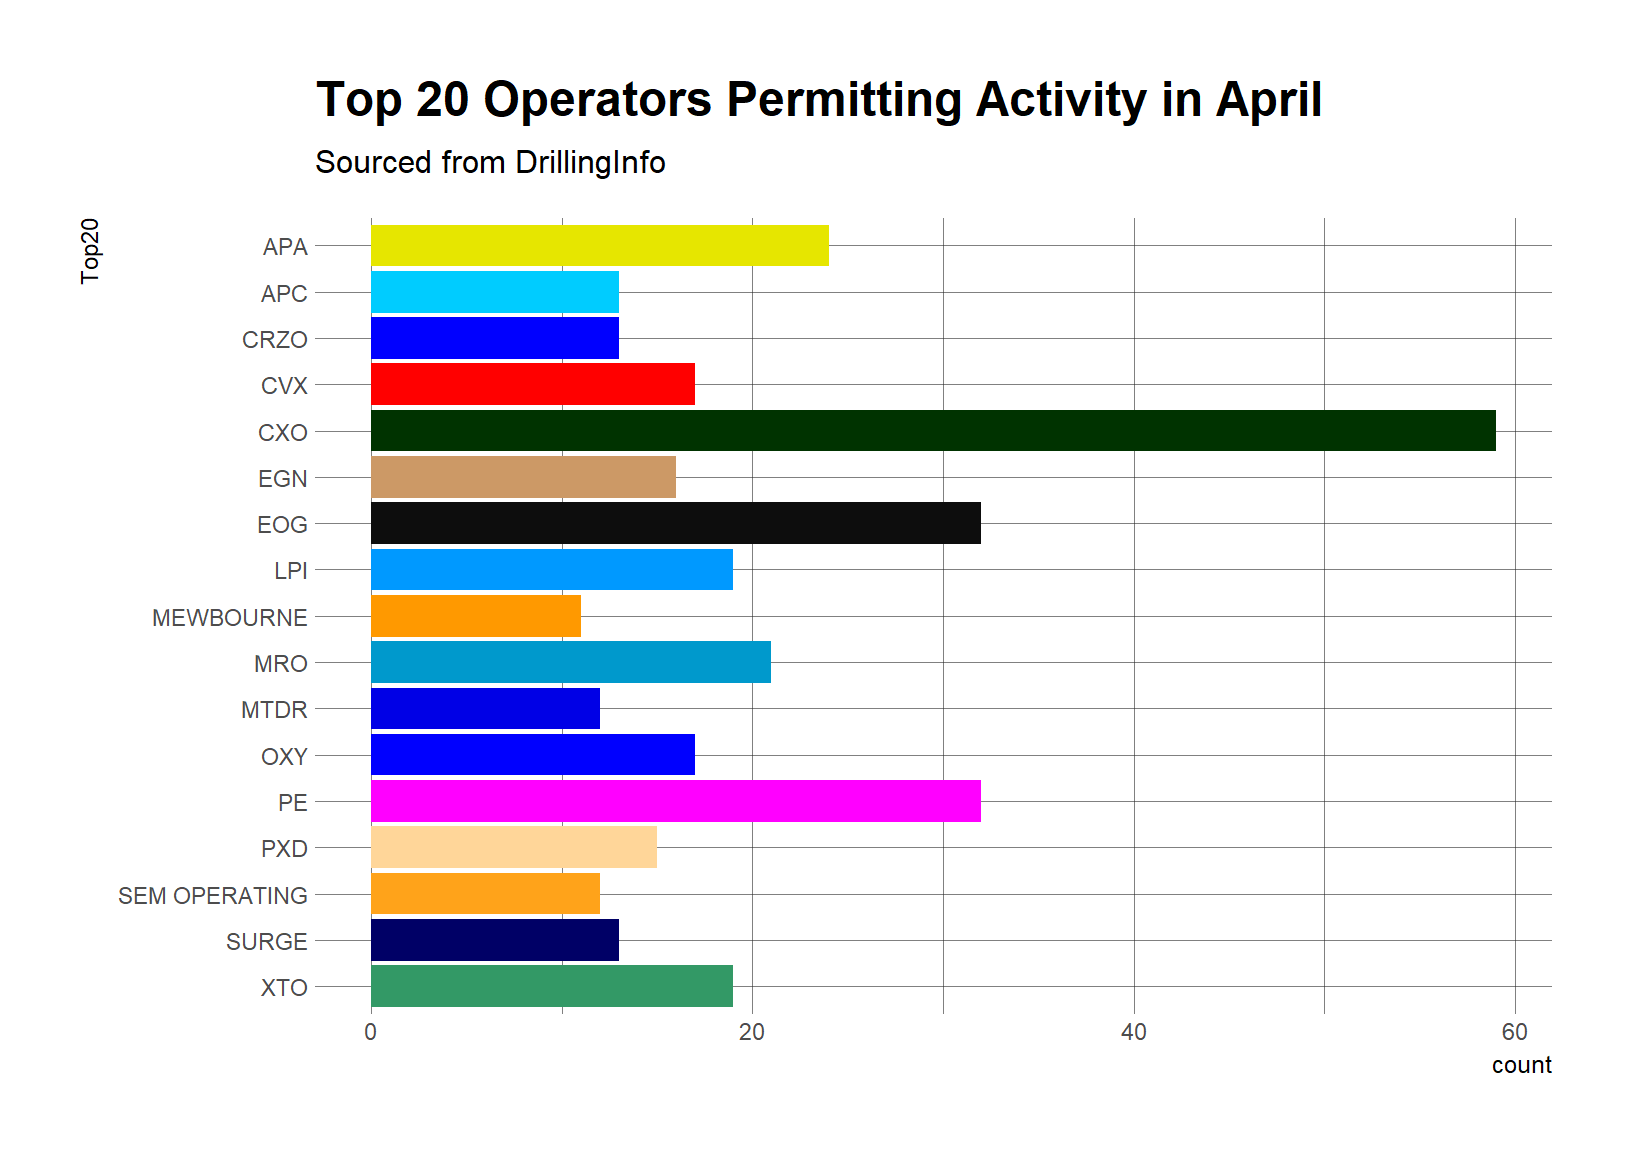 Top 20 Operators Permitting Activity in April
Sourced from DrillingInfo
Top20
APA
APC
CRZO
CVX
CXO
EGN
EOG
LPI
MEWBOURNE
MRO
MTDR
OXY
PE
PXD
SEM OPERATING
SURGE
XTO
0 20 40 60
count